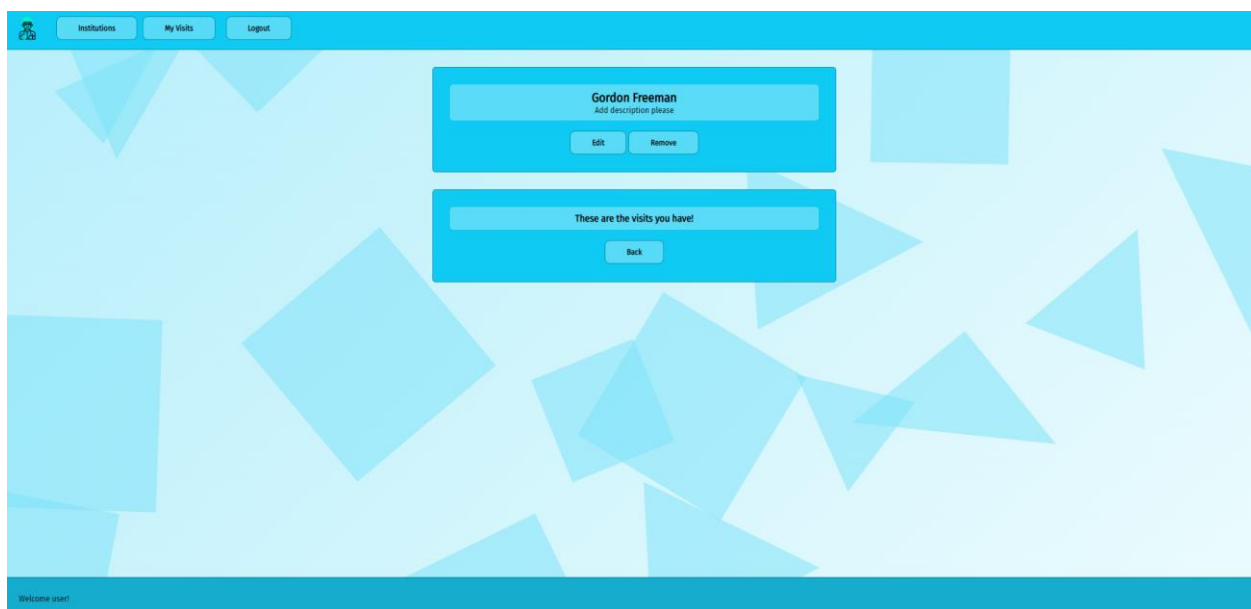 Institutions
My Visits
Logout
Gordon Freeman
Add description please
Edit
Remove
These are the visits you have!
Back
Welcome user!